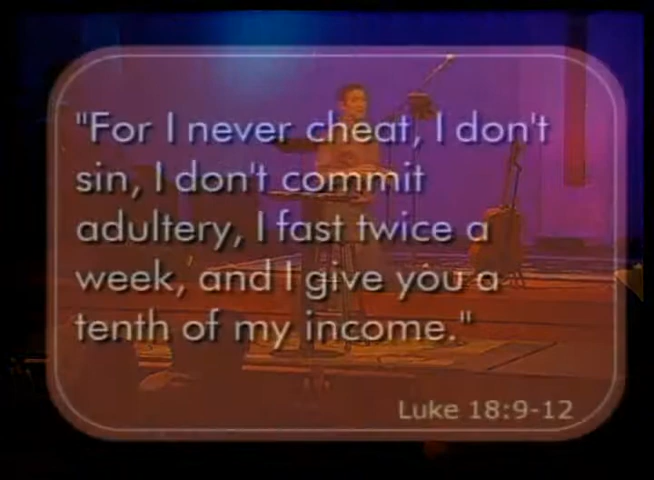 "For I never cheat, I don't
sin, I don't commit
adultery, I fast twice a
week, and I give you a
tenth of my income."
Luke 18:9-12